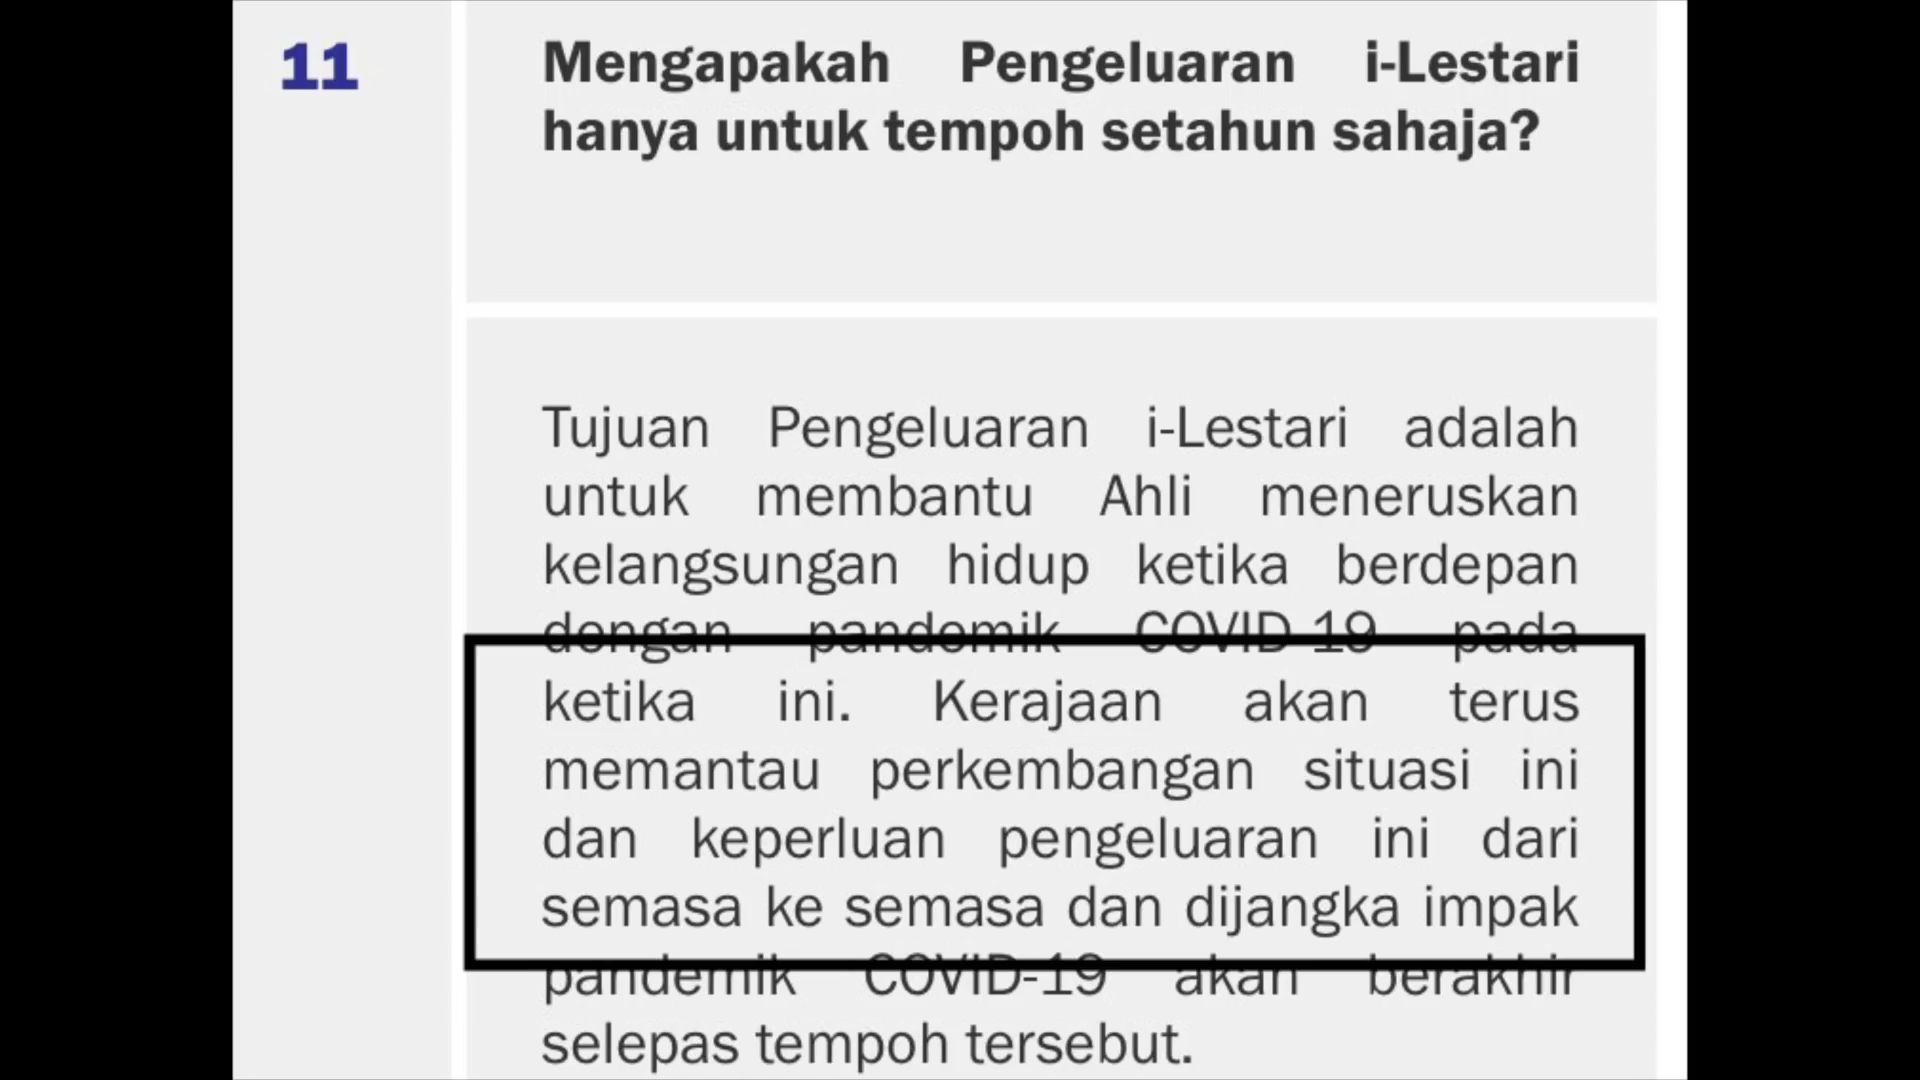 11
Mengapakah Pengeluaran i-Lestari
hanya untuk tempoh setahun sahaja?
Tujuan Pengeluaran i-Lestari adalah
untuk membantu Ahli meneruskan
kelangsungan hidup ketika berdepan
dengan pandemik COVID-19 pada
ketika ini. Kerajaan akan terus
memantau perkembangan situasi ini
dan keperluan pengeluaran ini dari
semasa ke semasa dan dijangka impak
pandemik COVID-19 akan berakhir
selepas tempoh tersebut.